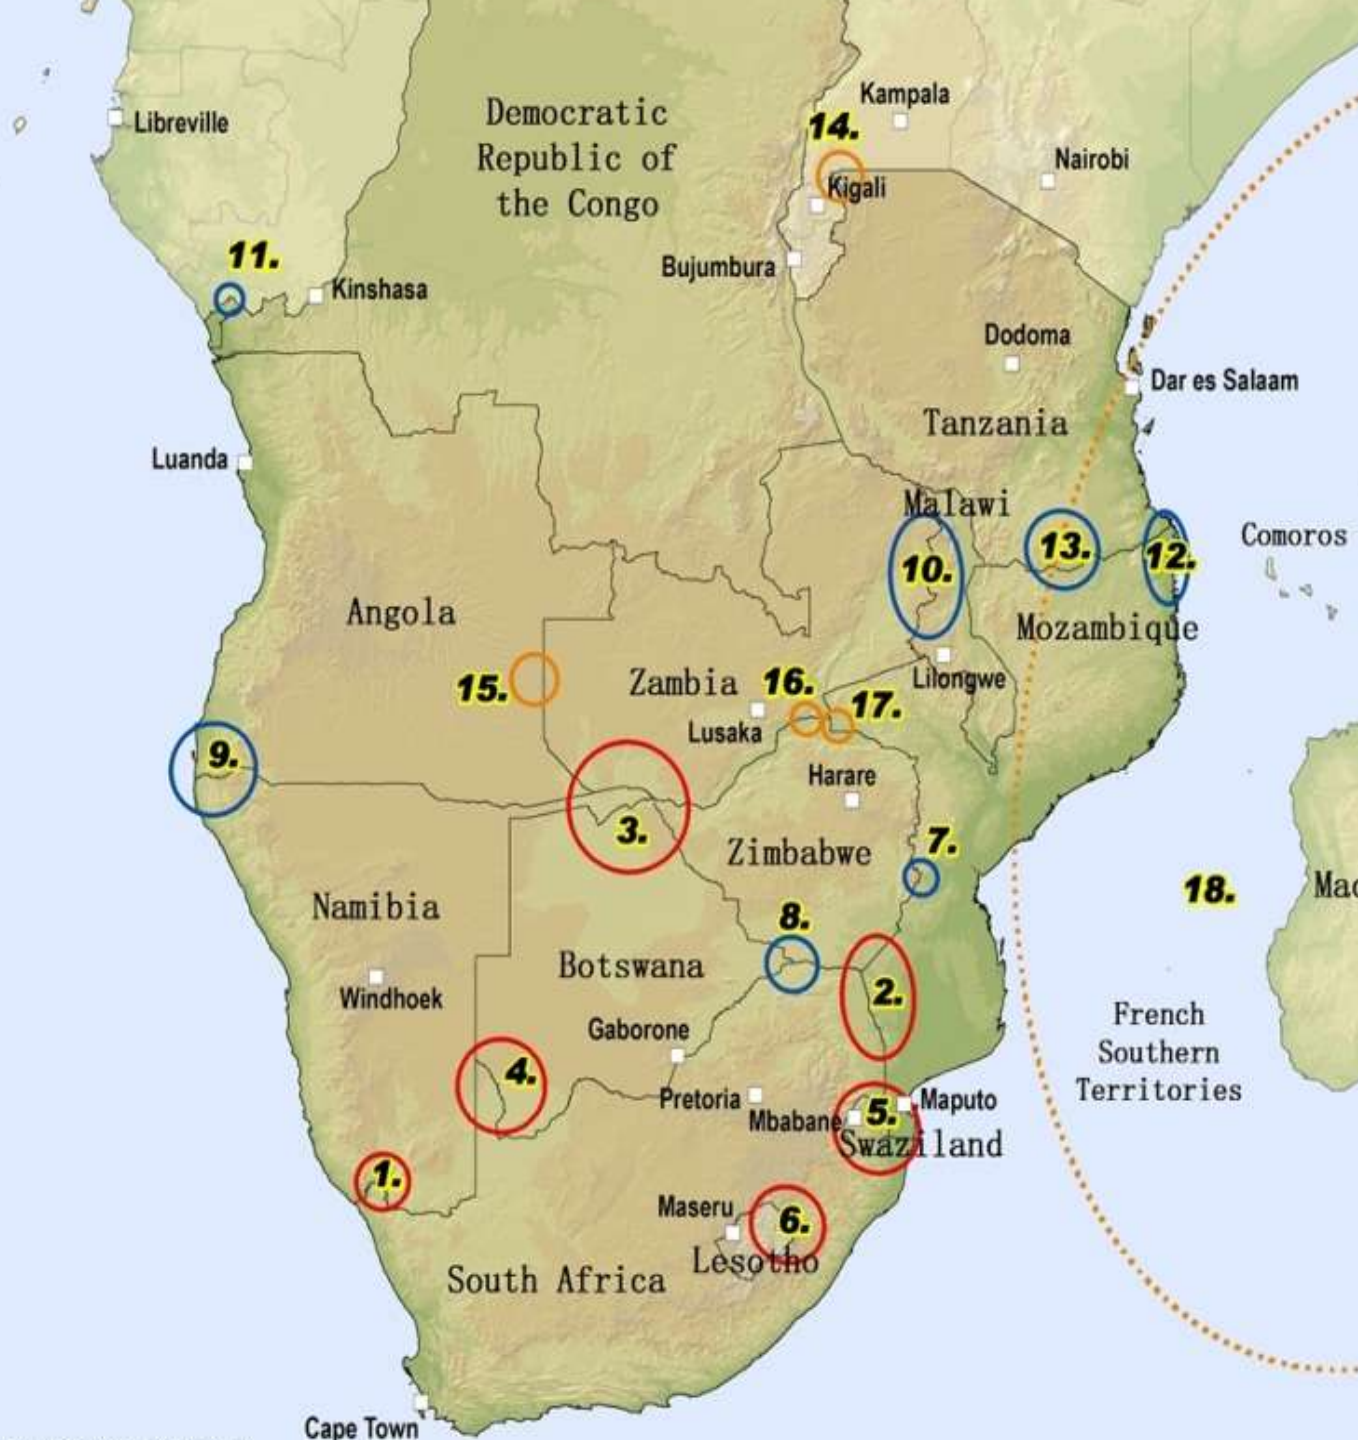 Kampala
14.
Democratic
Republic of
the Congo
Libreville
Nairobi
Kigali
11.
Bujumbura
Kinshasa
Dodoma
Dar es Salaam
Tanzania
Luanda
Malawi
Comoros
13.
12.
10.
Angola
Mozambique
15.
Zambia
16.
Lilongwe
17.
Lusaka
9.
Harare
3.
7.
Zimbabwe
18.
Namibia
8.
Botswana
2.
Windhoek
French
Southern
Territories
Gaborone
4.
Pretoria
Maputo
5.
Mbabane
Swaziland
1.
Maseru
6.
Lesotho
South Africa
Cape Town